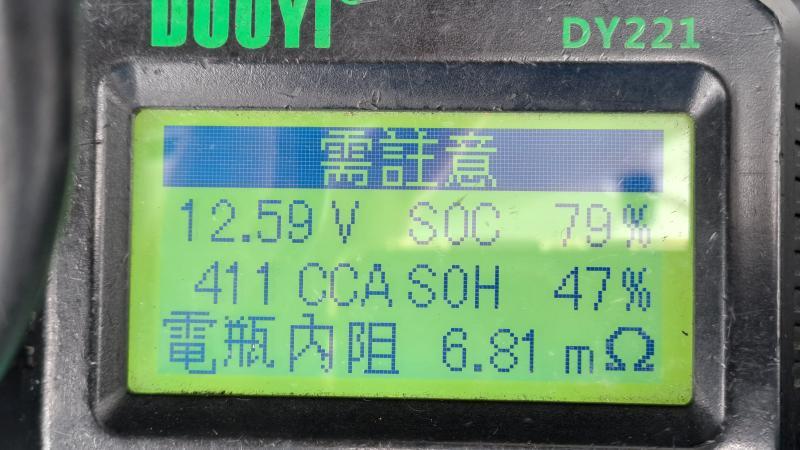 DUOYI
DY221
需註意
12.59 V SOC 79%
411 CCA SOH 47%
電瓶內阻 6.81 mΩ